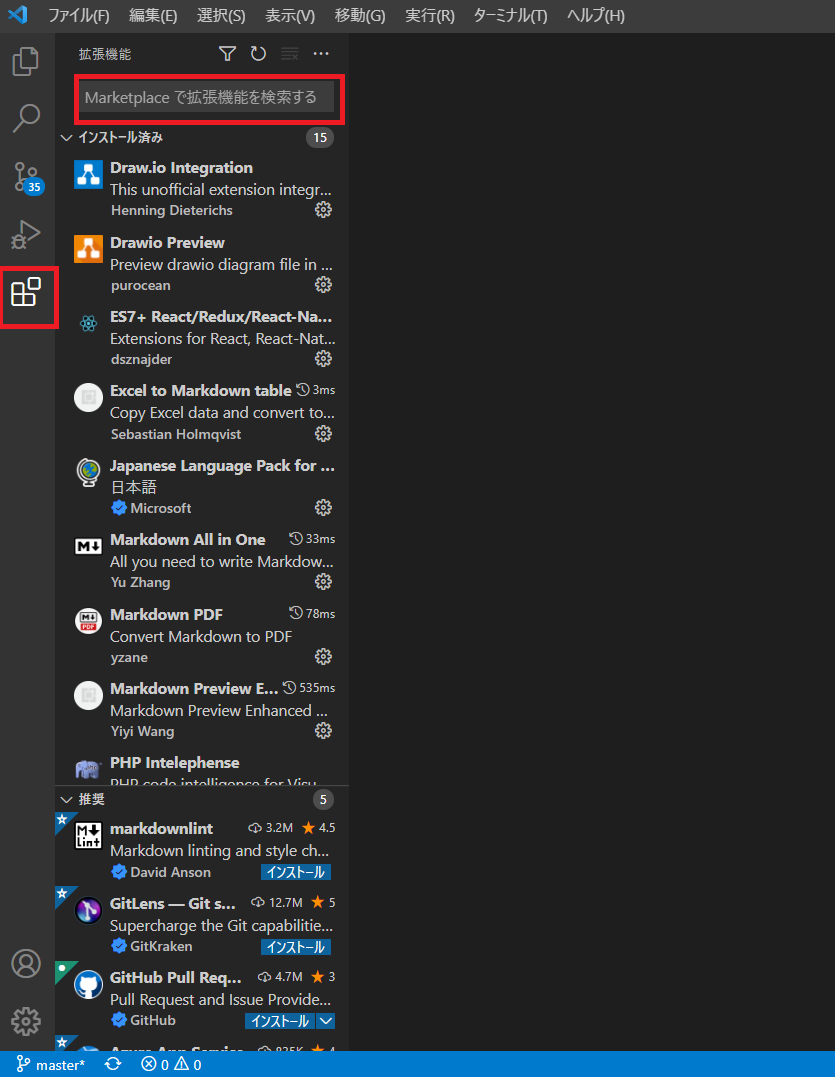 ファイル(F) 編集(E) 選択(S) 表示(V) 移動(G) 実行(R) ターミナル(T) ヘルプ(H)
拡張機能
Marketplace で拡張機能を検索する
インストール済み 15
Draw.io Integration
This unofficial extension integr...
Henning Dieterichs
35
Drawio Preview
Preview drawio diagram file in ...
purocean
ES7+ React/Redux/React-Na...
Extensions for React, React-Nat...
dsznajder
Excel to Markdown table 3ms
Copy Excel data and convert to...
Sebastian Holmqvist
Japanese Language Pack for ...
日本語
Microsoft
Markdown All in One 33ms
All you need to write Markdow...
Yu Zhang
Markdown PDF 78ms
Convert Markdown to PDF
yzane
Markdown Preview E... 535ms
Markdown Preview Enhanced ...
Yiyi Wang
PHP Intelephense
PHP code intelligence for Visu...
推奨 5
markdownlint 3.2M 4.5
Markdown linting and style ch...
David Anson インストール
GitLens — Git s... 12.7M 5
Supercharge the Git capabilitie...
GitKraken インストール
GitHub Pull Req... 4.7M 3
Pull Request and Issue Provide...
GitHub インストール
Azure App Service 835K 4
master* 0 0